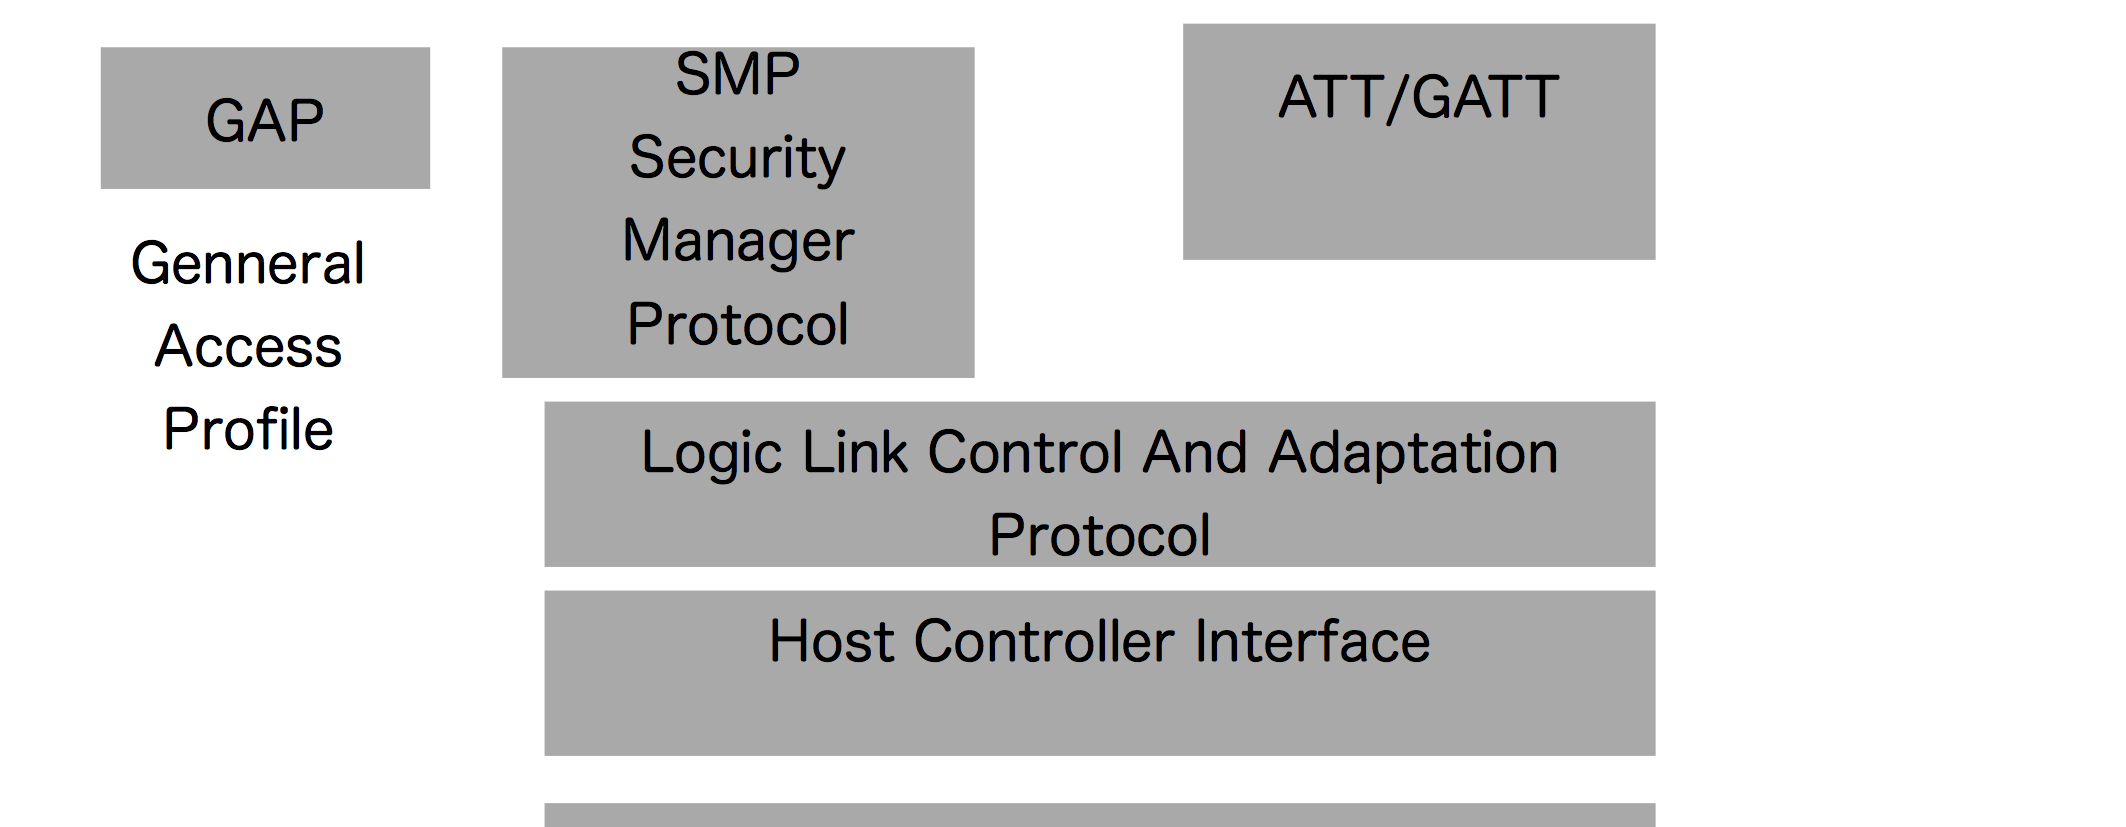 GAP
Genneral
Access
Profile
SMP
Security
Manager
Protocol
ATT/GATT
Logic Link Control And Adaptation
Protocol
Host Controller Interface